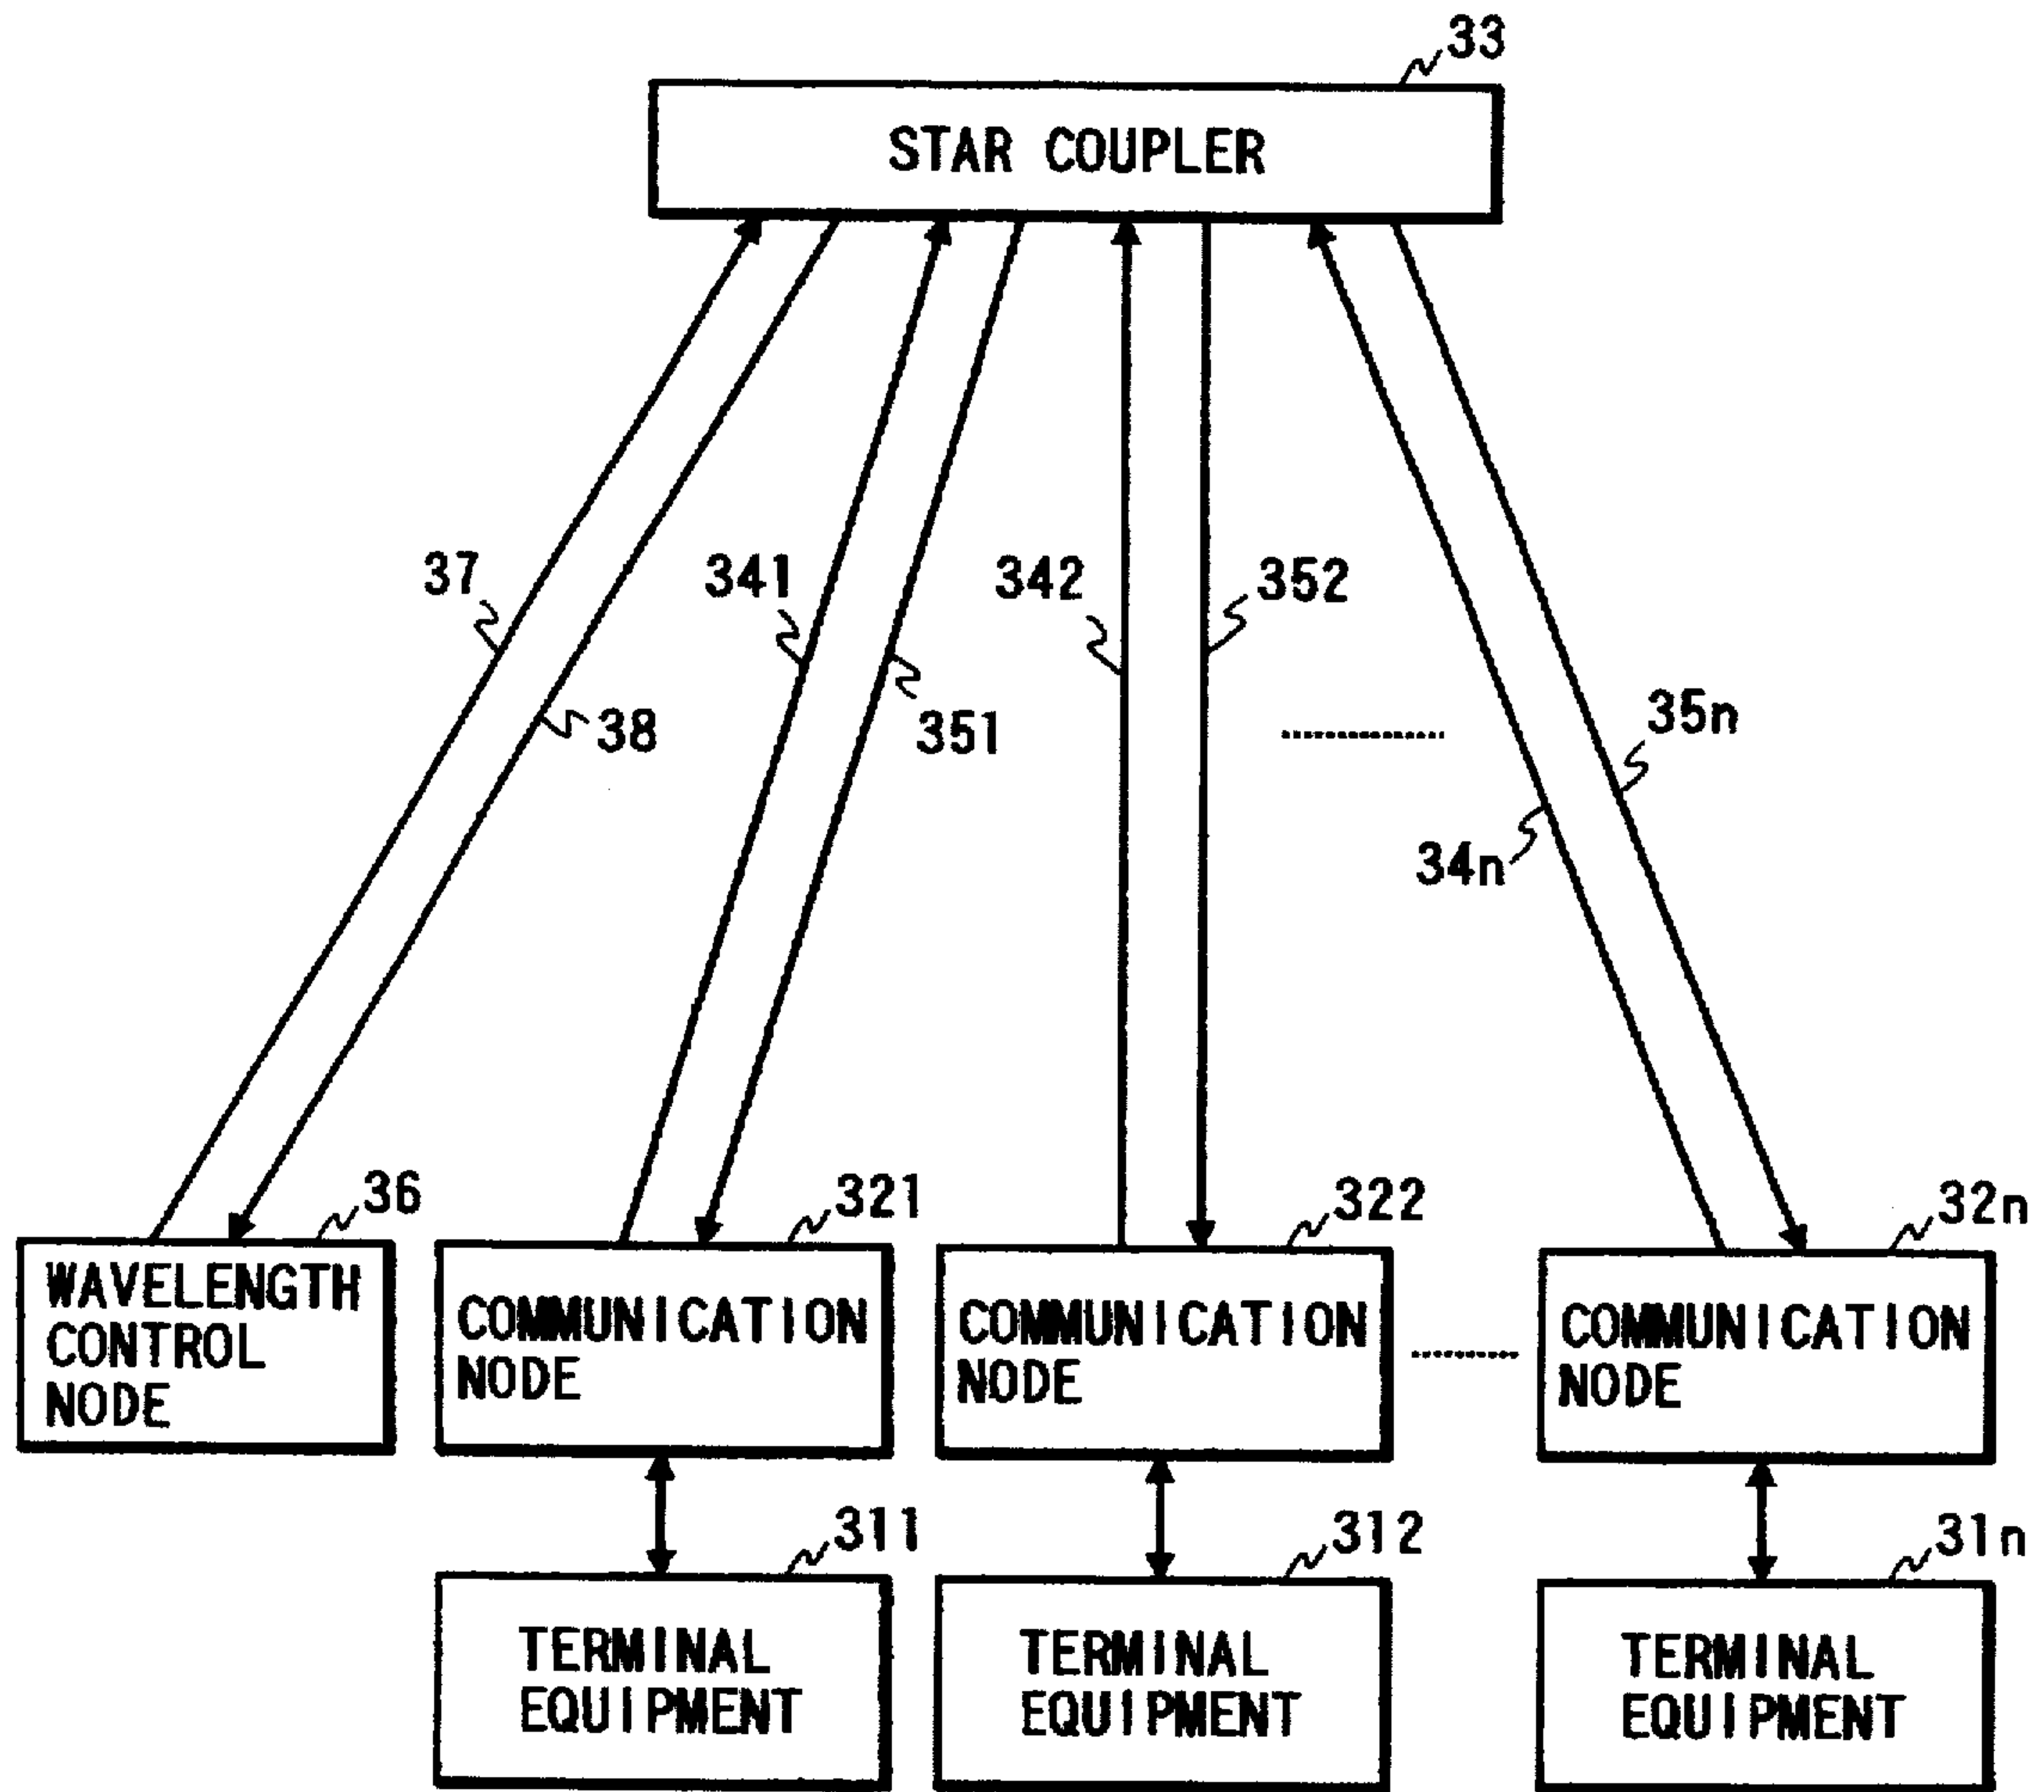 33
STAR COUPLER
37
341
342
352
38
351
35n
34n
36
321
322
32n
WAVELENGTH
CONTROL
NODE
COMMUNICATION
NODE
COMMUNICATION
NODE
COMMUNICATION
NODE
311
312
31n
TERMINAL
EQUIPMENT
TERMINAL
EQUIPMENT
TERMINAL
EQUIPMENT